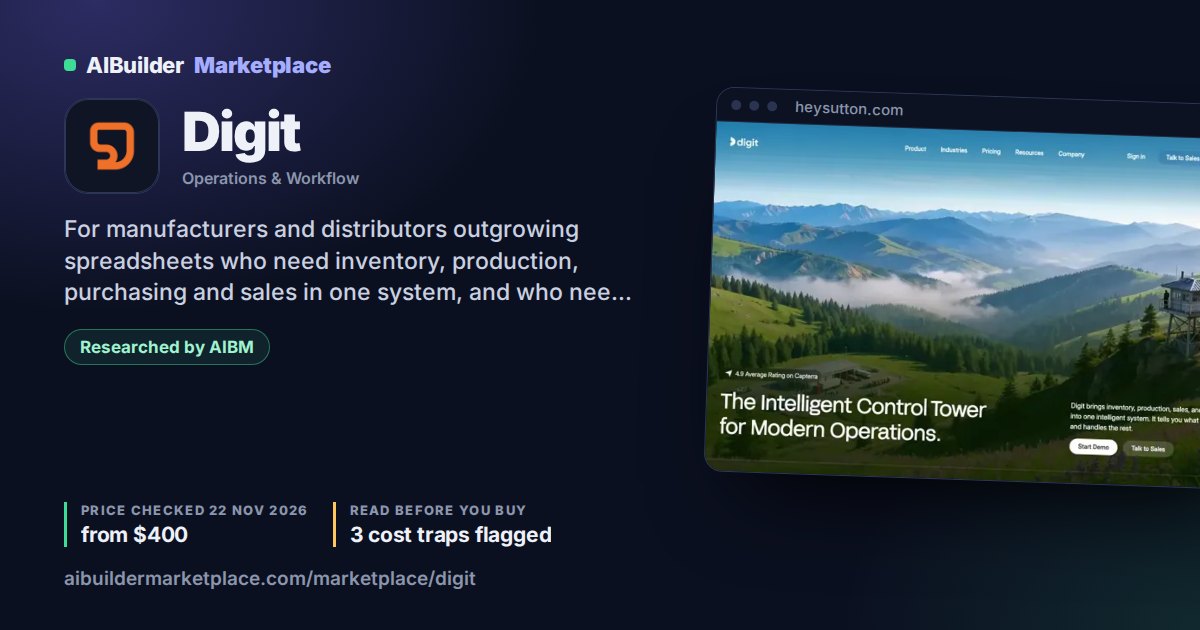 AIBuilder Marketplace
Digit
Operations & Workflow
For manufacturers and distributors outgrowing
spreadsheets who need inventory, production,
purchasing and sales in one system, and who nee...
Researched by AIBM
PRICE CHECKED 22 NOV 2026
from $400
READ BEFORE YOU BUY
3 cost traps flagged
aibuildermarketplace.com/marketplace/digit
heysutton.com
digit
Product Industries Pricing Resources Company
Sign in Talk to Sales
4.9 Average Rating on Capterra
The Intelligent Control Tower
for Modern Operations.
Digit brings inventory, production, sales, and
into one intelligent system. It tells you what
and handles the rest.
Start Demo Talk to Sales